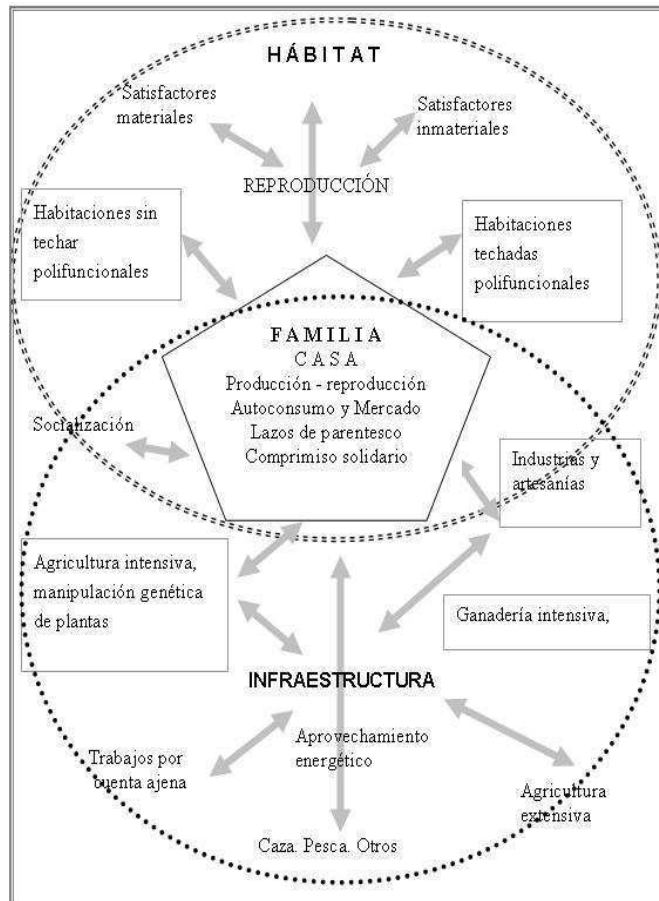 HÁBITAT
Satisfactores
materiales
Satisfactores
inmateriales
REPRODUCCIÓN
Habitaciones sin
techar
polifuncionales
Habitaciones
techadas
polifuncionales
FAMILIA
CASA
Producción - reproducción
Autoconsumo y Mercado
Lazos de parentesco
Comprimiso solidario
Socialización
Industrias y
artesanías
Agricultura intensiva,
manipulación genética
de plantas
Ganadería intensiva,
INFRAESTRUCTURA
Trabajos por
cuenta ajena
Aprovechamiento
energético
Agricultura
extensiva
Caza. Pesca. Otros